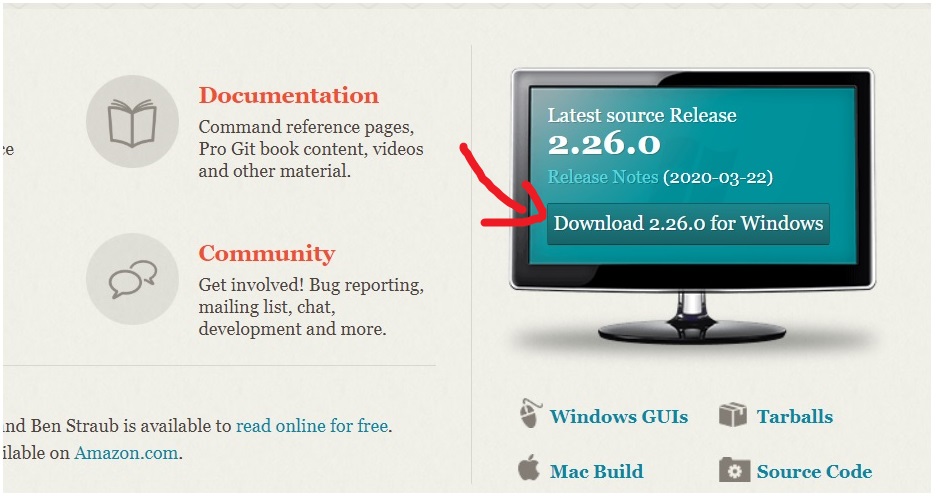 ce
Documentation
Command reference pages,
Pro Git book content, videos
and other material.
Community
Get involved! Bug reporting,
mailing list, chat,
development and more.
and Ben Straub is available to read online for free.
ilable on Amazon.com.
Latest source Release
2.26.0
Release Notes (2020-03-22)
Download 2.26.0 for Windows
Windows GUIs
Tarballs
Mac Build
Source Code